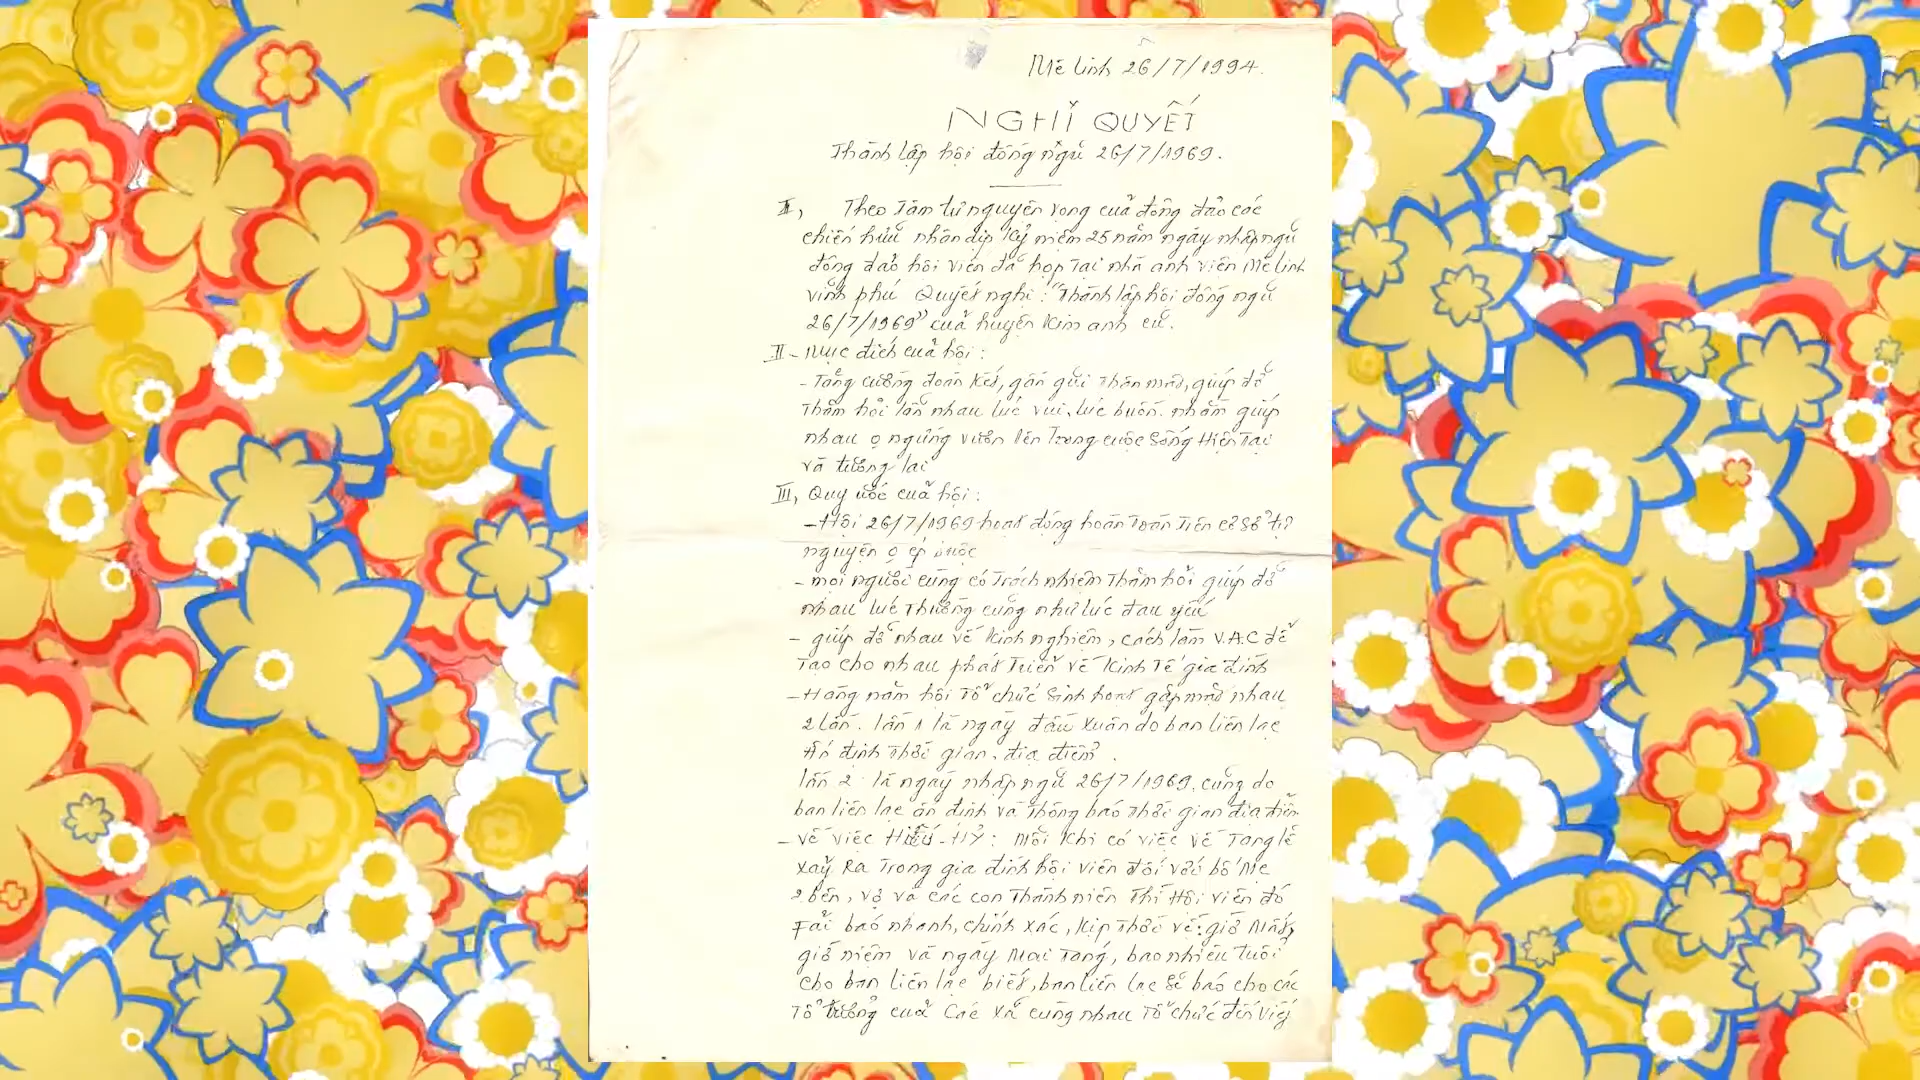 Mê linh 26/7/1994.
NGHỊ QUYẾT
Thành lập hội đồng ngũ 26/7/1969.
I, Theo Tâm tư nguyện vọng của đông đảo các
chiến hữu nhân dịp kỷ niệm 25 năm ngày nhập ngũ
đông đảo hội viên đã họp Tại nhà anh viên Mê linh
vĩnh phú Quyết nghị: "Thành lập hội đồng ngũ
26/7/1969" của huyện Kim anh cũ.
II- Mục đích của hội:
- Tăng cường đoàn kết, gần gũi Thân mật, giúp đỡ
Thăm hỏi lẫn nhau lúc vui, lúc buồn. nhằm giúp
nhau 0 ngừng vươn lên Trong cuộc Sống Hiện Tại
và tương lai
III, Quy ước của hội:
- Hội 26/7/1969 hoạt động hoàn Toàn Trên cơ Sở tự
nguyện 0 ép buộc
- mọi người cùng có Trách nhiệm Thăm hỏi giúp đỡ
nhau lúc Thường cũng như lúc đau yếu
- giúp đỡ nhau về kinh nghiệm, cách làm V.A.C để
Tạo cho nhau phát Triển về kinh Tế gia đình
- Hàng năm hội Tổ chức Sinh hoạt gặp mặt nhau
2 lần. lần 1 là ngày đầu Xuân do ban liên lạc
ấn định Thời gian, địa điểm.
lần 2 là ngày nhập ngũ 26/7/1969, cũng do
ban liên lạc ấn định và Thông báo Thời gian địa điểm
- về việc Hiếu-Hỷ: Mỗi khi có việc về Tang lễ
xảy Ra Trong gia đình hội viên đối với bố Mẹ
2 bên, vợ và các con Thành niên Thì Hội viên đó
Fải báo nhanh, chính xác, kịp Thời về: giờ Mất,
giờ niệm và ngày Mai Táng, bao nhiêu Tuổi
cho ban liên lạc biết, ban liên lạc Sẽ báo cho các
Tổ trưởng của Các xã cùng nhau Tổ chức đến viếng